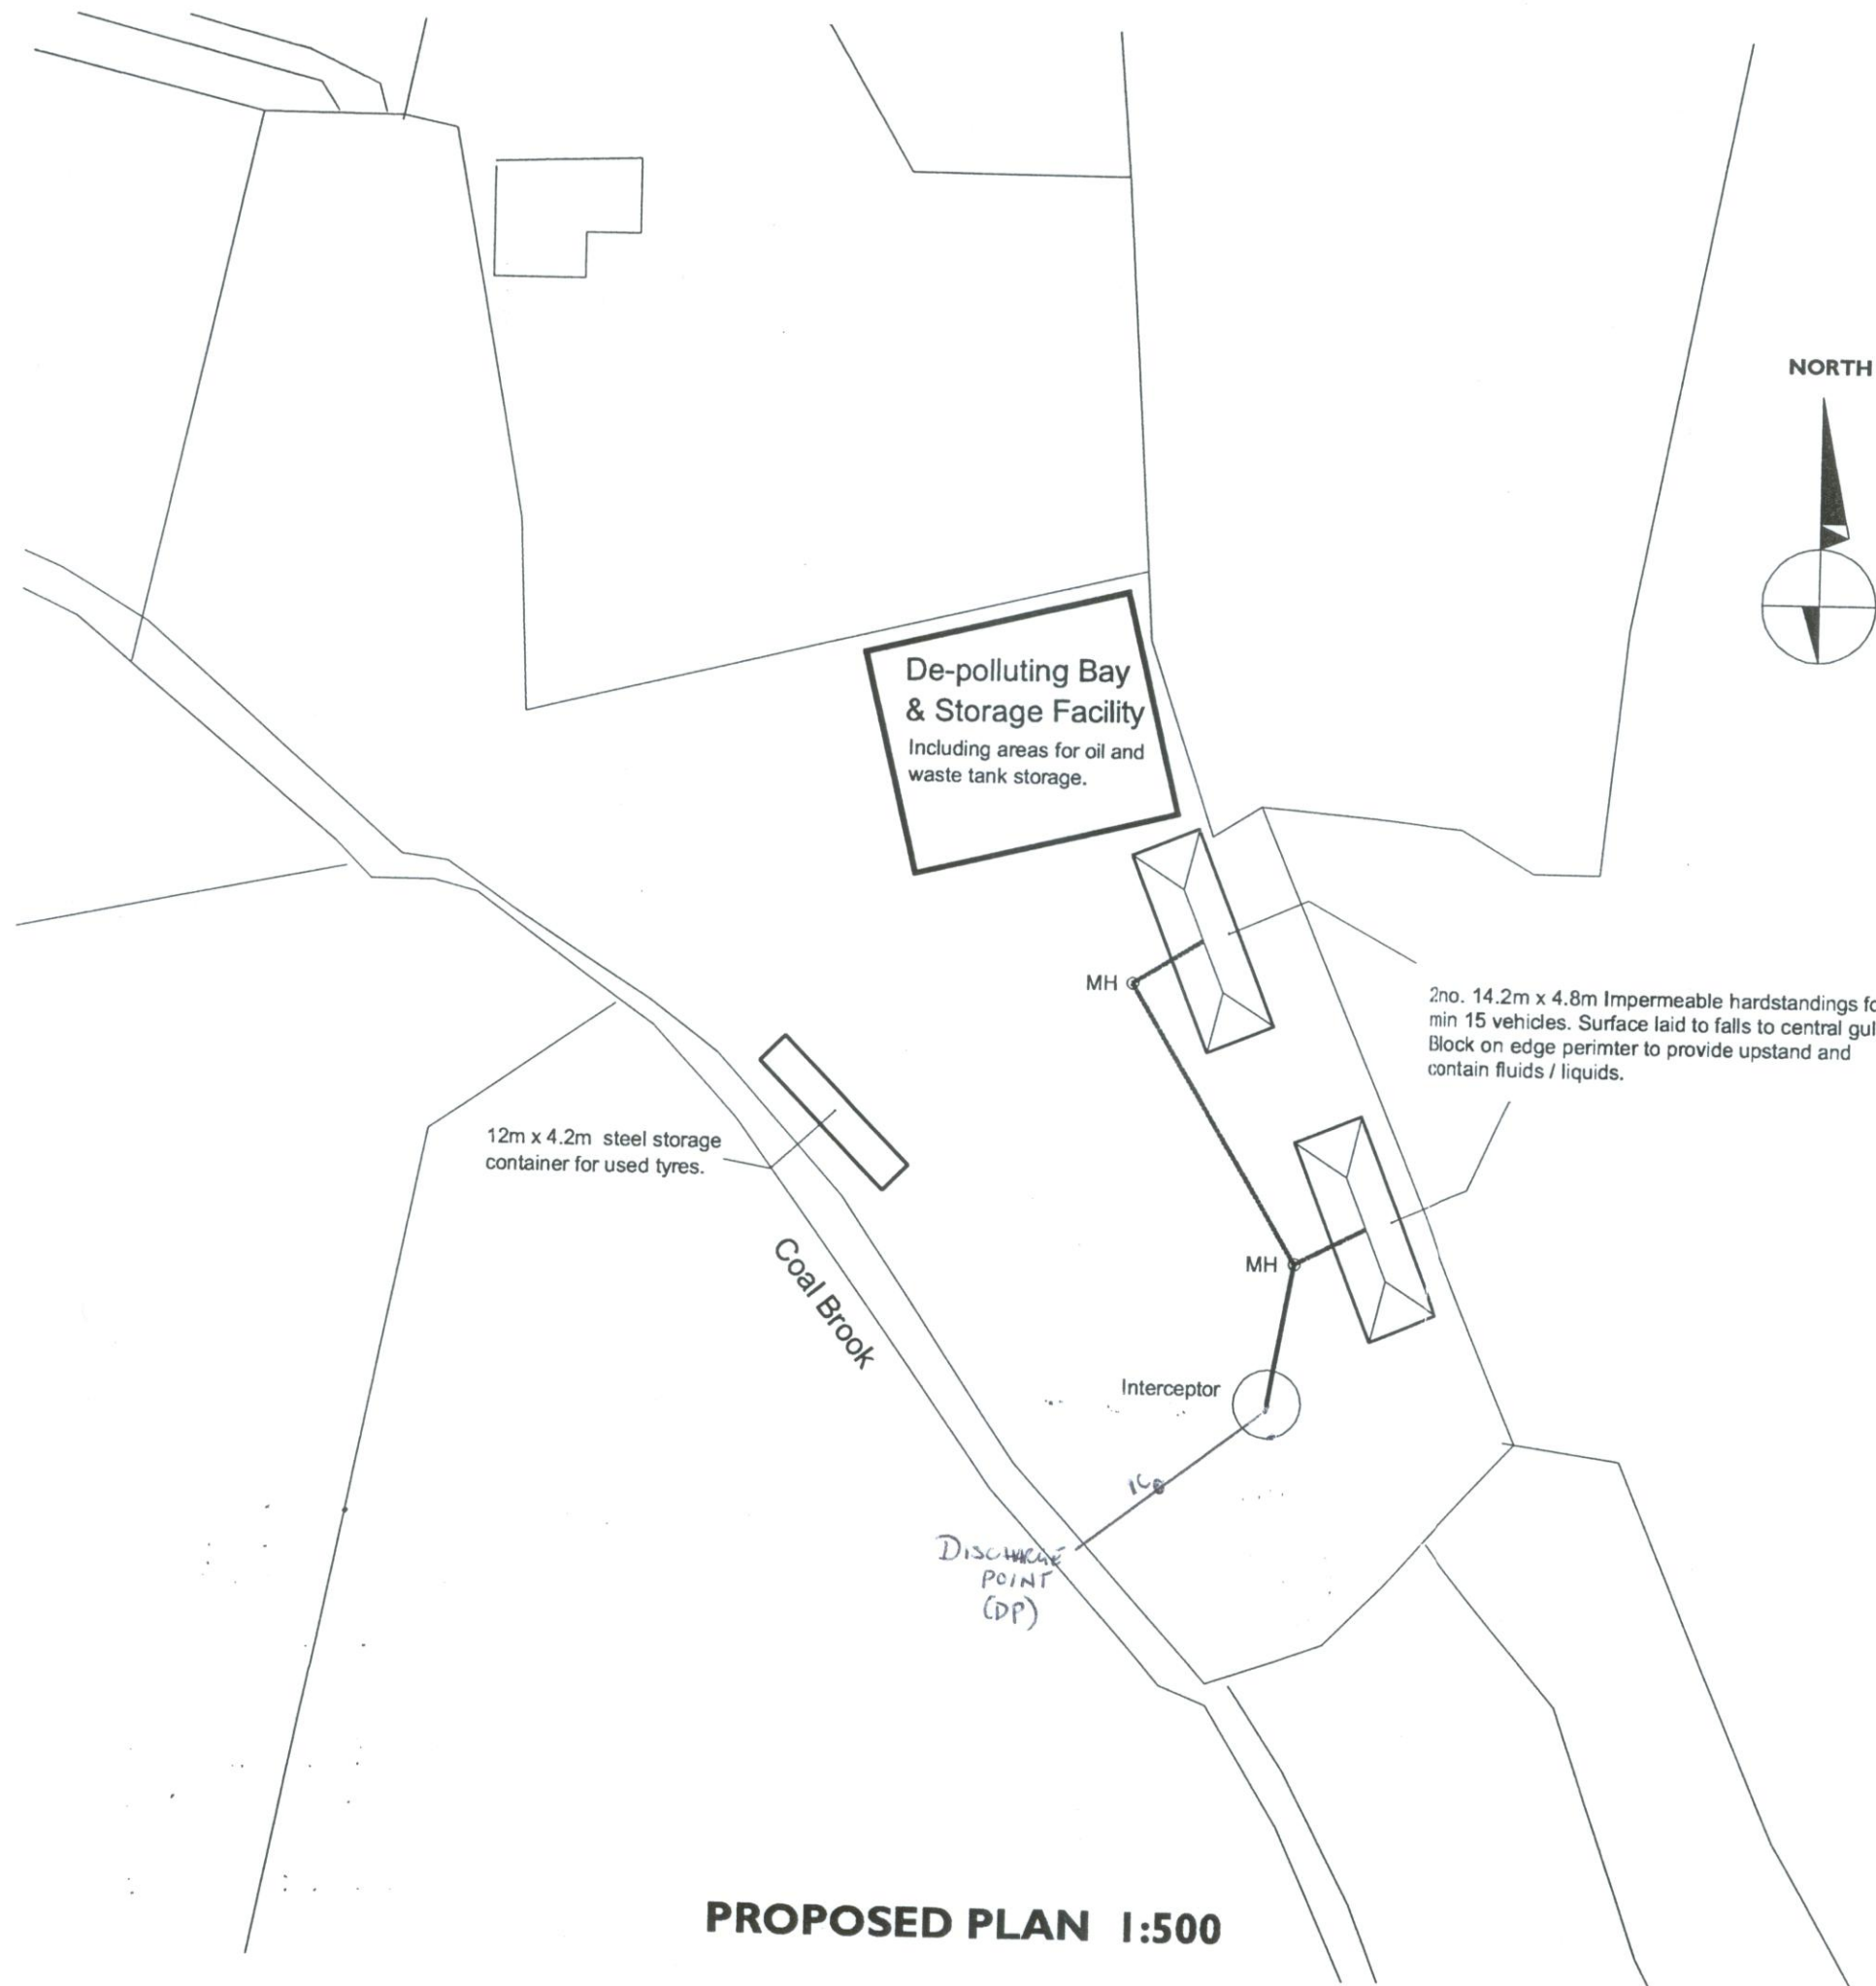 NORTH
De-polluting Bay
& Storage Facility
Including areas for oil and
waste tank storage.
MH
2no. 14.2m x 4.8m Impermeable hardstandings fo
min 15 vehicles. Surface laid to falls to central gul
Block on edge perimter to provide upstand and
contain fluids / liquids.
12m x 4.2m steel storage
container for used tyres.
Coal Brook
MH
Interceptor
IC
DISCHARGE
POINT
(DP)
PROPOSED PLAN 1:500